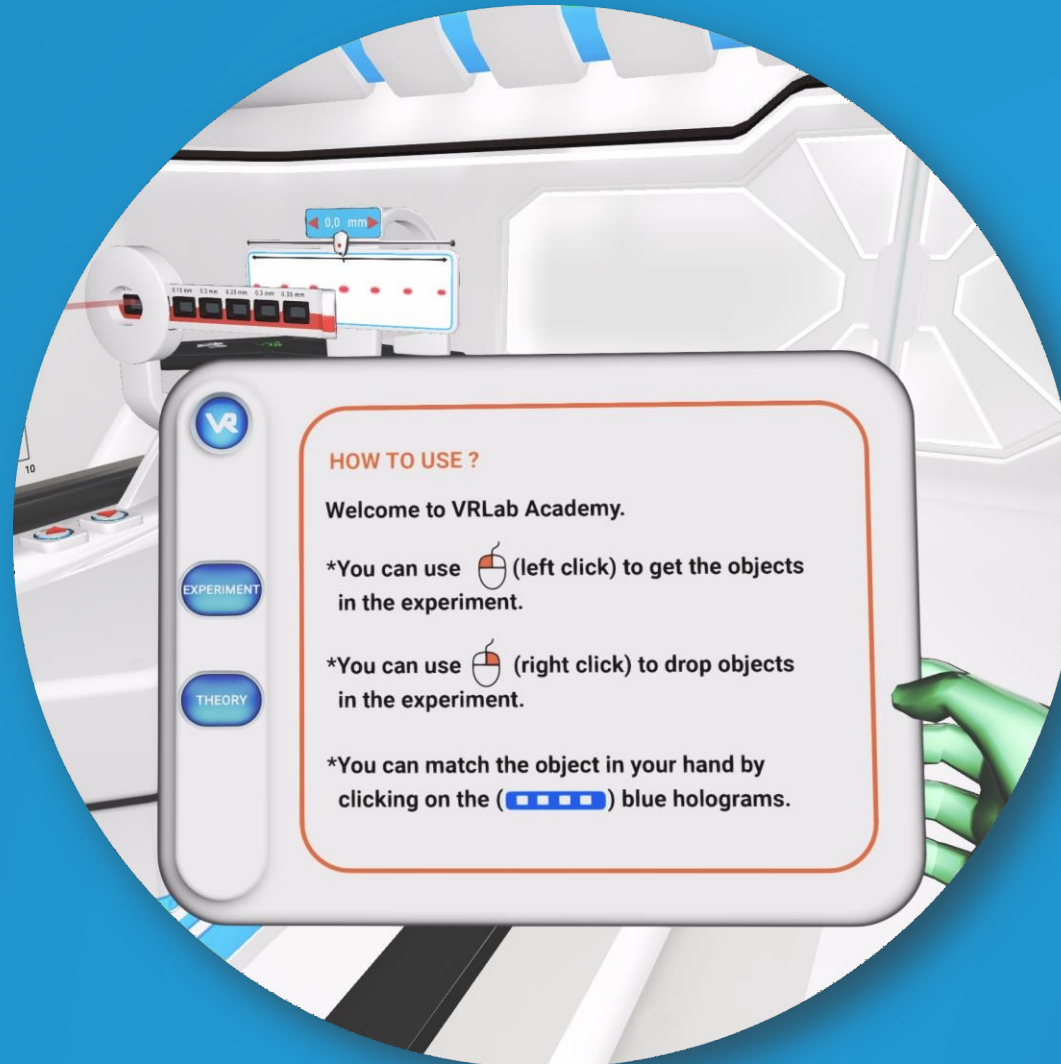 0,0 mm
0.15 mm 0.2 mm 0.25 mm 0.3 mm 0.35 mm
10
VR
HOW TO USE ?
Welcome to VRLab Academy.
*You can use (left click) to get the objects
in the experiment.
EXPERIMENT
*You can use (right click) to drop objects
in the experiment.
THEORY
*You can match the object in your hand by
clicking on the ( ) blue holograms.